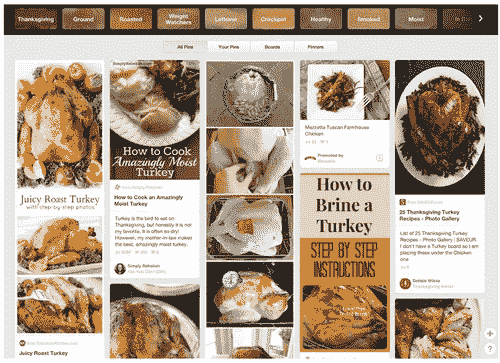 Thanksgiving
Ground
Roasted
Weight
Watchers
Leftover
Crockpot
Healthy
Smoked
Moist
All Pins
Your Pins
Boards
Pinners
Juicy Roast Turkey
with step-by-step photos
Juicy Roast Turkey
How to Cook
Amazingly Moist
Turkey
How to Cook an Amazingly
Moist Turkey
Turkey is the bird to eat on
Thanksgiving, but honestly it is not
my favorite. It is often so dry!
However, my mother-in-law makes
the best, amazingly moist turkey.
Mezzetta Tuscan Farmhouse
Chicken
Promoted by
Mezzetta
How to
Brine a
Turkey
STEP BY STEP
INSTRUCTIONS
25 Thanksgiving Turkey
Recipes - Photo Gallery
List of 25 Thanksgiving Turkey
Recipes - Photo Gallery | SAVEUR.
I don t have a Turkey board so I am
placing these under the Chicken
one
Thanksgiving dinner